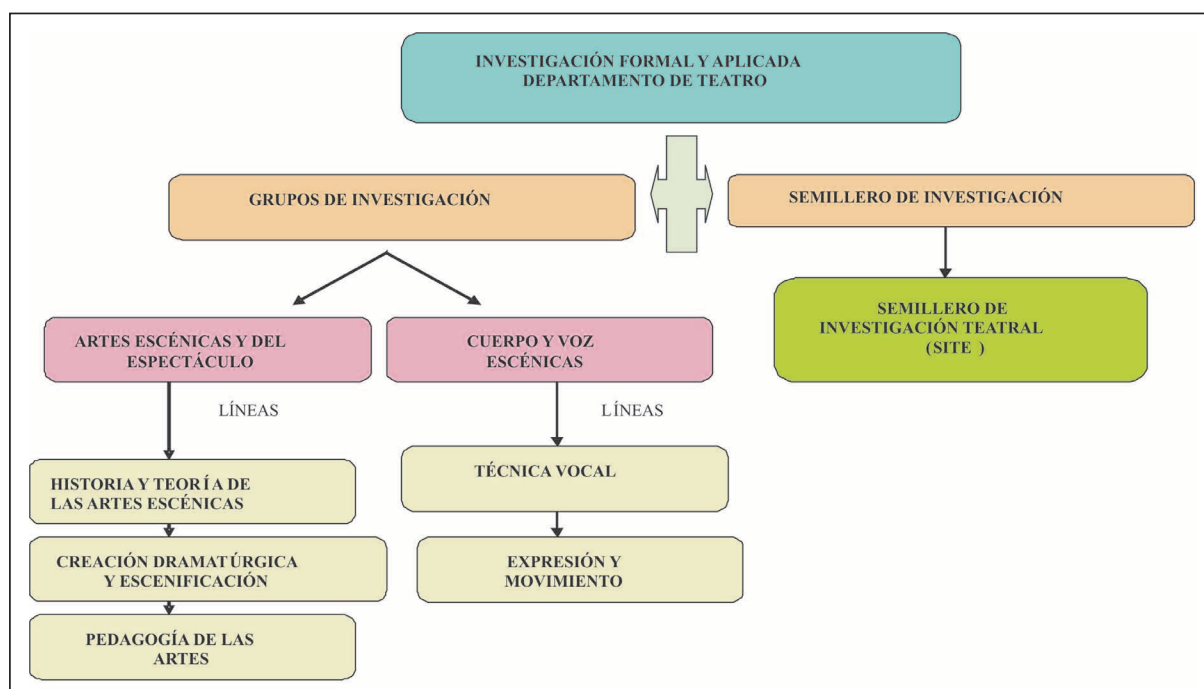 INVESTIGACIÓN FORMAL Y APLICADA
DEPARTAMENTO DE TEATRO
GRUPOS DE INVESTIGACIÓN
SEMILLERO DE INVESTIGACIÓN
ARTES ESCÉNICAS Y DEL
ESPECTÁCULO
CUERPO Y VOZ
ESCÉNICAS
SEMILLERO DE
INVESTIGACIÓN TEATRAL
(SITE )
LÍNEAS
LÍNEAS
HISTORIA Y TEORÍA DE
LAS ARTES ESCÉNICAS
TÉCNICA VOCAL
CREACIÓN DRAMATÚRGICA
Y ESCENIFICACIÓN
EXPRESIÓN Y
MOVIMIENTO
PEDAGOGÍA DE LAS
ARTES